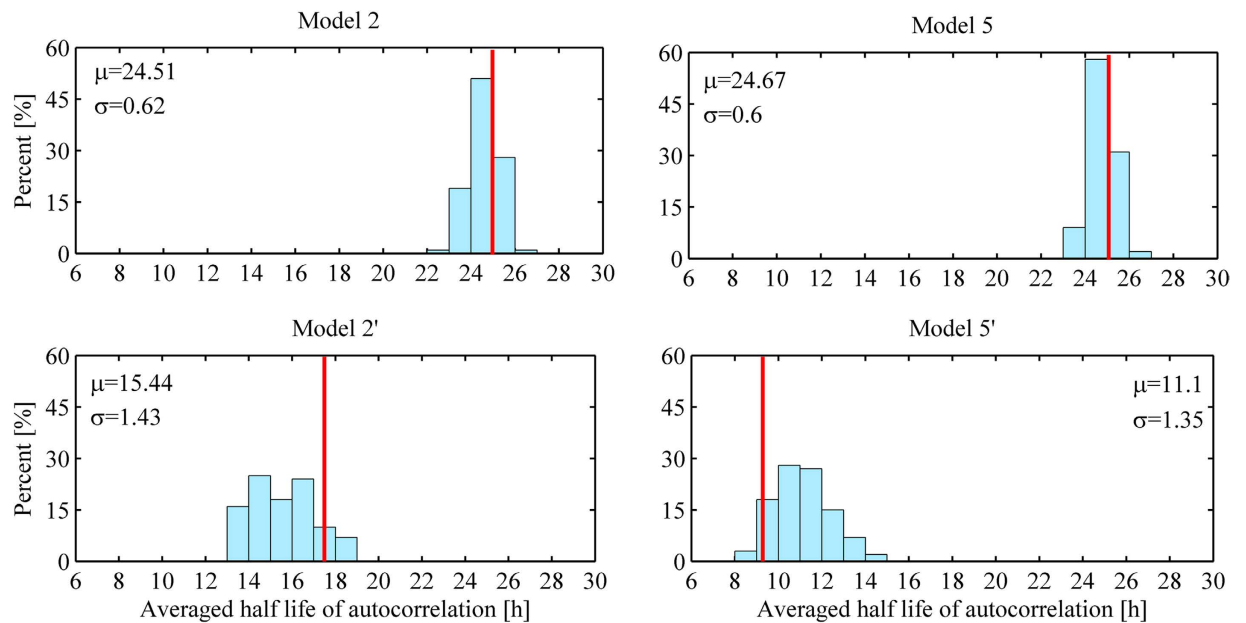 Model 2
Percent [%]
60
45
30
15
0
μ=24.51
σ=0.62
6 8 10 12 14 16 18 20 22 24 26 28 30
Model 5
60
45
30
15
0
μ=24.67
σ=0.6
6 8 10 12 14 16 18 20 22 24 26 28 30
Model 2'
Percent [%]
60
45
30
15
0
μ=15.44
σ=1.43
6 8 10 12 14 16 18 20 22 24 26 28 30
Averaged half life of autocorrelation [h]
Model 5'
60
45
30
15
0
μ=11.1
σ=1.35
6 8 10 12 14 16 18 20 22 24 26 28 30
Averaged half life of autocorrelation [h]